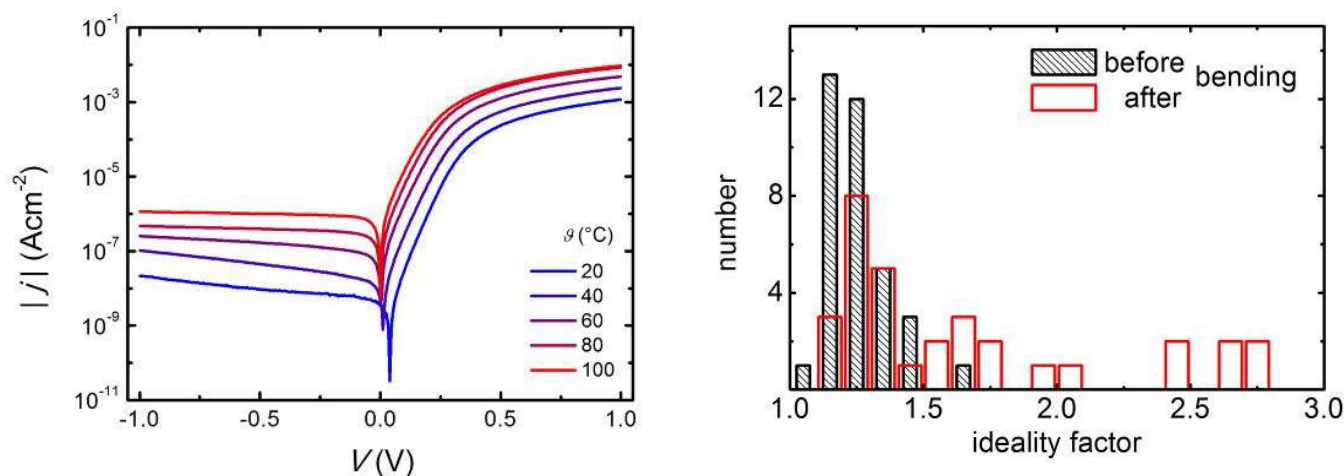 10⁻¹
10⁻³
10⁻⁵
10⁻⁷
10⁻⁹
10⁻¹¹
| j | (Acm⁻²)
-1.0 -0.5 0.0 0.5 1.0
V (V)
ϑ (°C)
20
40
60
80
100
12
8
4
number
before
after
bending
1.0 1.5 2.0 2.5 3.0
ideality factor